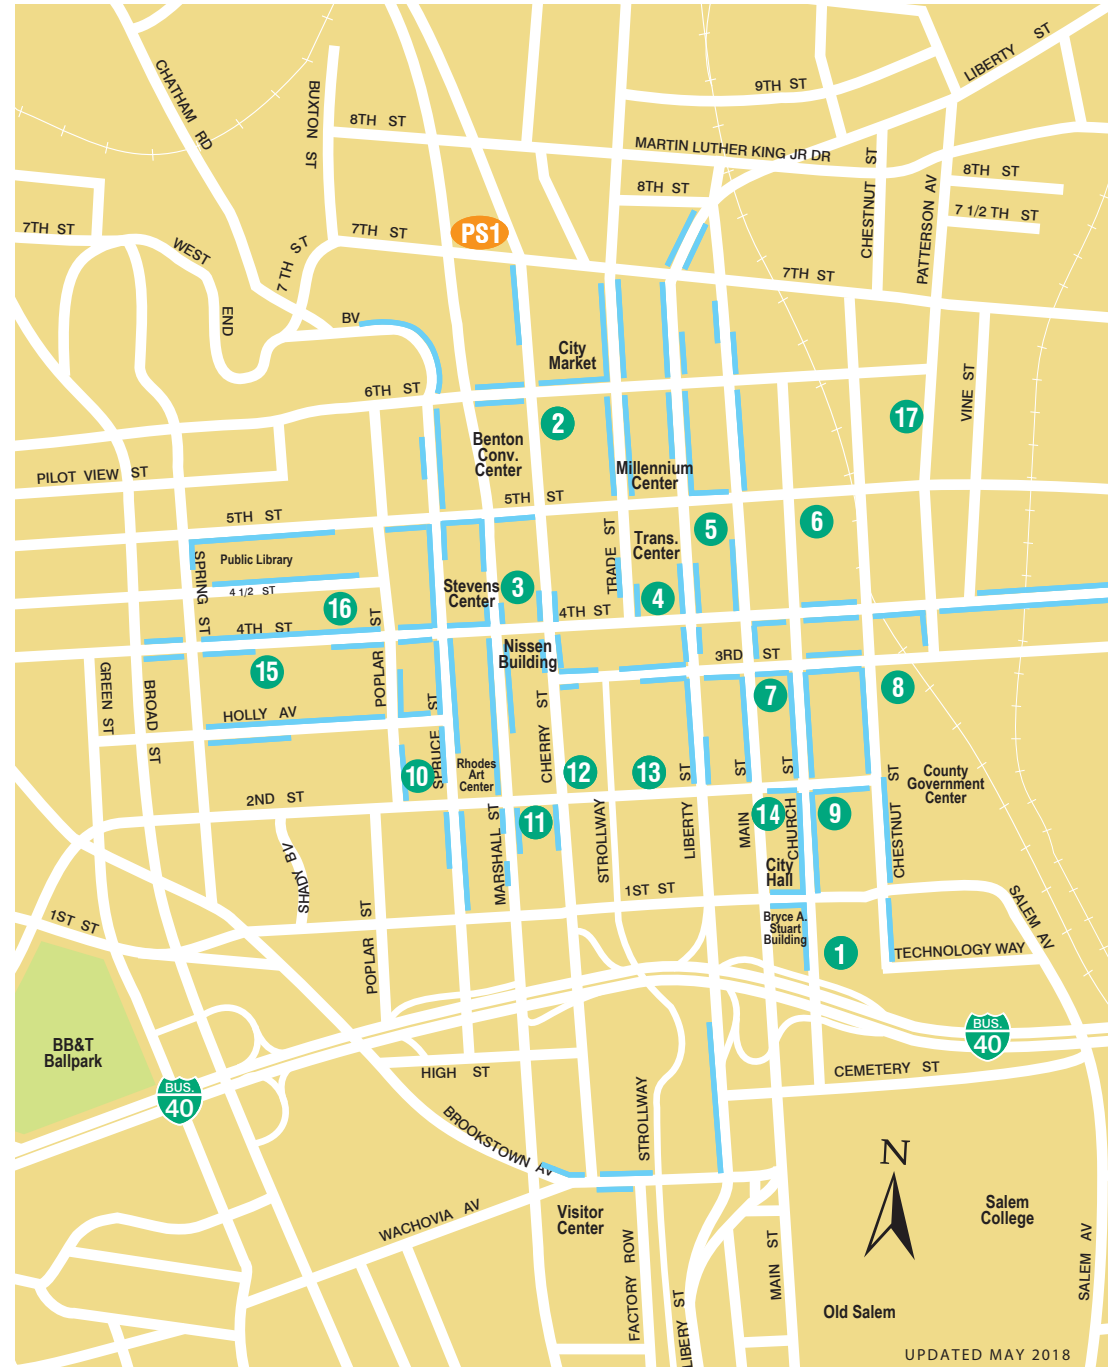 CHATHAM RD
BUXTON ST
8TH ST
9TH ST
LIBERTY ST
MARTIN LUTHER KING JR DR
8TH ST
CHESTNUT ST
PATTERSON AV
8TH ST
7 1/2 TH ST
7TH ST
WEST
END
BV
7 TH ST
7TH ST
PS1
7TH ST
City
Market
6TH ST
VINE ST
2
17
Benton
Conv.
Center
Millennium
Center
PILOT VIEW ST
5TH ST
5TH ST
5
6
TRADE ST
Trans.
Center
Public Library
SPRING ST
4 1/2 ST
Stevens
Center
3
4
16
4TH ST
4TH ST
POPLAR ST
Nissen
Building
3RD ST
15
7
8
GREEN ST
BROAD ST
HOLLY AV
SPRUCE ST
CHERRY ST
10
Rhodes
Art
Center
12
13
County
Government
Center
2ND ST
MARSHALL ST
11
STROLLWAY
LIBERTY ST
MAIN ST
14
CHURCH ST
9
CHESTNUT ST
SHADY BV
City
Hall
1ST ST
1ST ST
POPLAR ST
Bryce A.
Stuart
Building
1
SALEM AV
TECHNOLOGY WAY
BB&T
Ballpark
BUS.
40
BUS.
40
HIGH ST
CEMETERY ST
BROOKSTOWN AV
STROLLWAY
N
WACHOVIA AV
Visitor
Center
FACTORY ROW
LIBERY ST
MAIN ST
Salem
College
SALEM AV
Old Salem
UPDATED MAY 2018